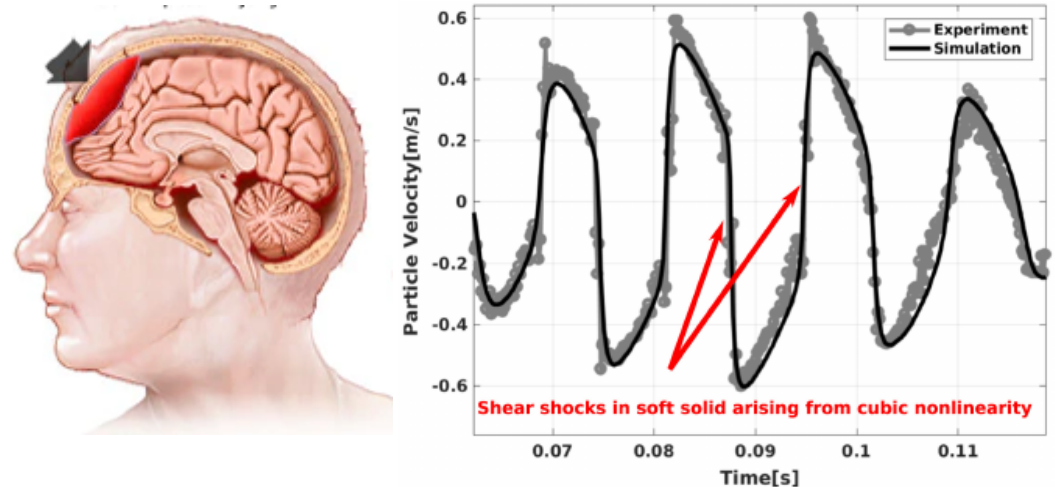 0.6
0.4
0.2
0
-0.2
-0.4
-0.6
Particle Velocity[m/s]
Experiment
Simulation
Shear shocks in soft solid arising from cubic nonlinearity
0.07 0.08 0.09 0.1 0.11
Time[s]